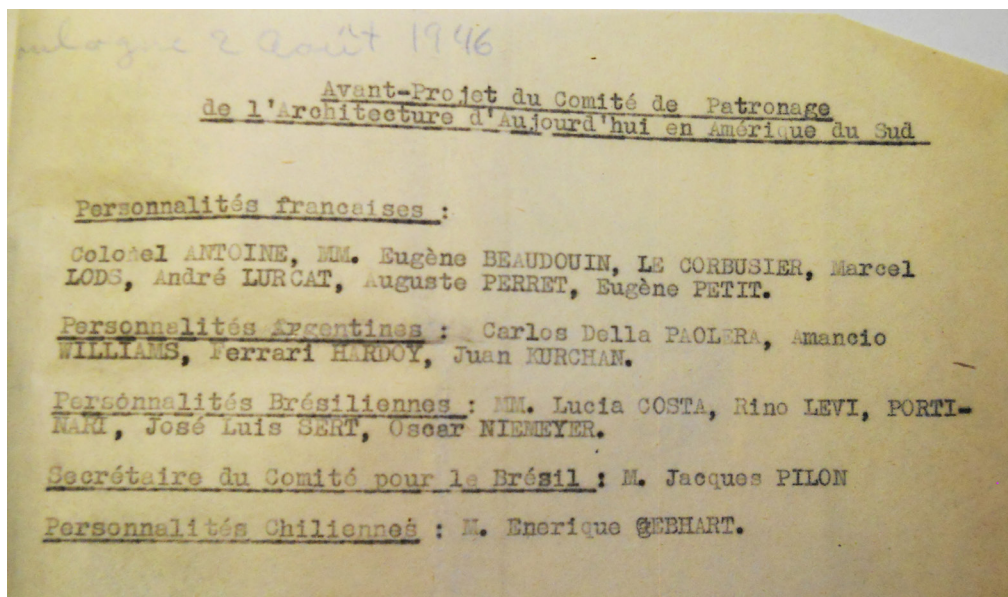 2 Août 1946
Avant-Projet du Comité de Patronage
de l'Architecture d'Aujourd'hui en Amérique du Sud
Personnalités francaises :
Colonel ANTOINE, MM. Eugène BEAUDOUIN, LE CORBUSIER, Marcel
LODS, André LURCAT, Auguste PERRET, Eugène PETIT.
Personnalités Argentines : Carlos Della PAOLERA, Amancio
WILLIAMS, Ferrari HARDOY, Juan KURCHAN.
Personnalités Brésiliennes : MM. Lucia COSTA, Rino LEVI, PORTI-
NARI, José Luis SERT, Oscar NIEMEYER.
Secrétaire du Comité pour le Brésil : M. Jacques PILON
Personnalités Chiliennes : M. Enerique GEBHART.